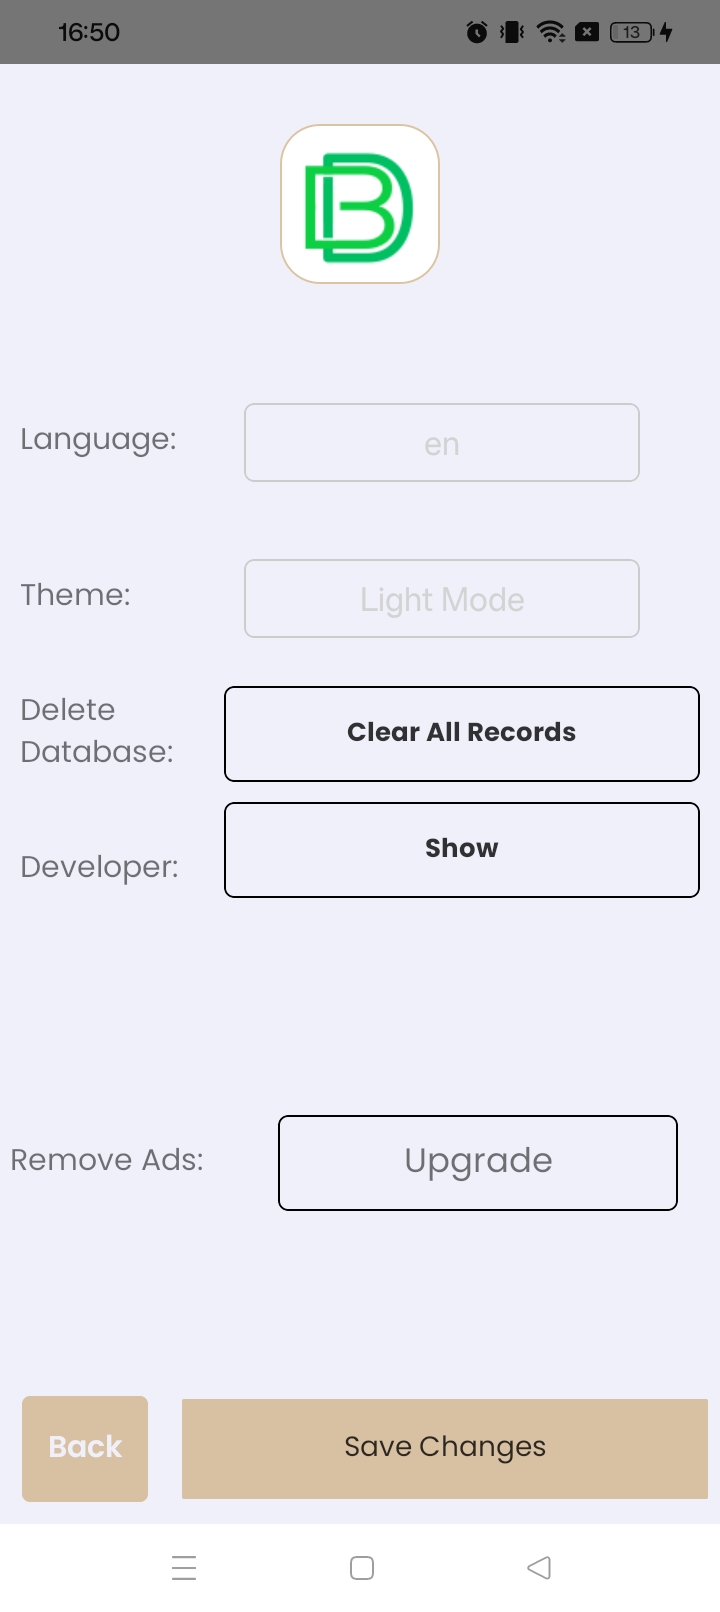 16:50
13
DB
Language:
en
Theme:
Light Mode
Delete
Database:
Clear All Records
Developer:
Show
Remove Ads:
Upgrade
Back
Save Changes